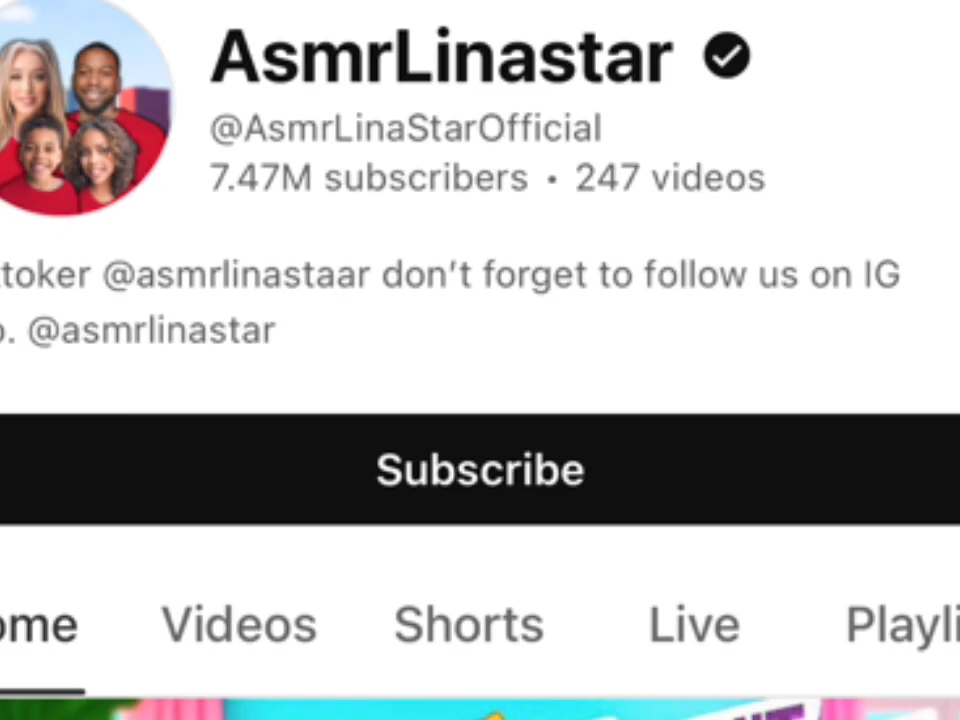 AsmrLinastar
@AsmrLinaStarOfficial
7.47M subscribers • 247 videos
toker @asmrlinastaar don't forget to follow us on IG
. @asmrlinastar
Subscribe
ome Videos Shorts Live Playli